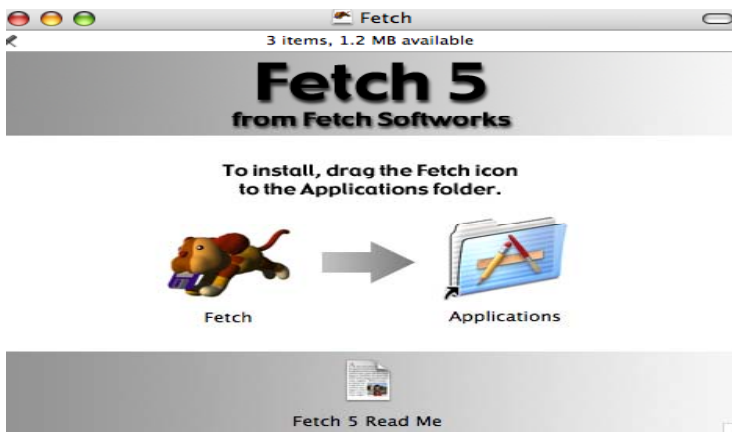 Fetch
3 items, 1.2 MB available
Fetch 5
from Fetch Softworks
To install, drag the Fetch icon
to the Applications folder.
Fetch
Applications
Fetch 5 Read Me